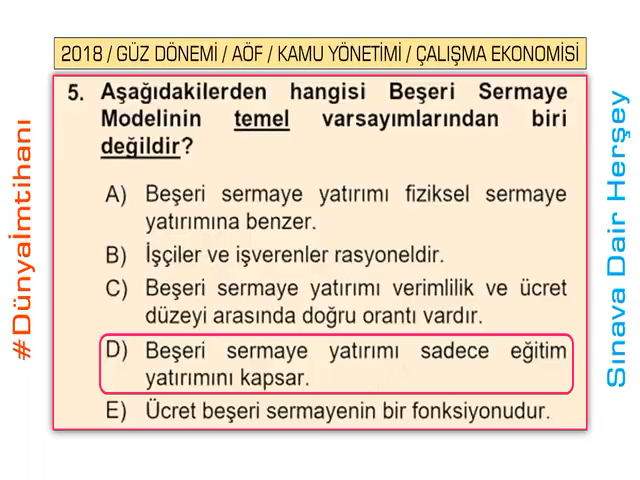 2018 / GÜZ DÖNEMİ / AÖF / KAMU YÖNETİMİ / ÇALIŞMA EKONOMİSİ
5. Aşağıdakilerden hangisi Beşeri Sermaye
Modelinin temel varsayımlarından biri
değildir?
A) Beşeri sermaye yatırımı fiziksel sermaye
yatırımına benzer.
B) İşçiler ve işverenler rasyoneldir.
C) Beşeri sermaye yatırımı verimlilik ve ücret
düzeyi arasında doğru orantı vardır.
D) Beşeri sermaye yatırımı sadece eğitim
yatırımını kapsar.
E) Ücret beşeri sermayenin bir fonksiyonudur.
#Dünyaİmtihanı
Sınava Dair Herşey